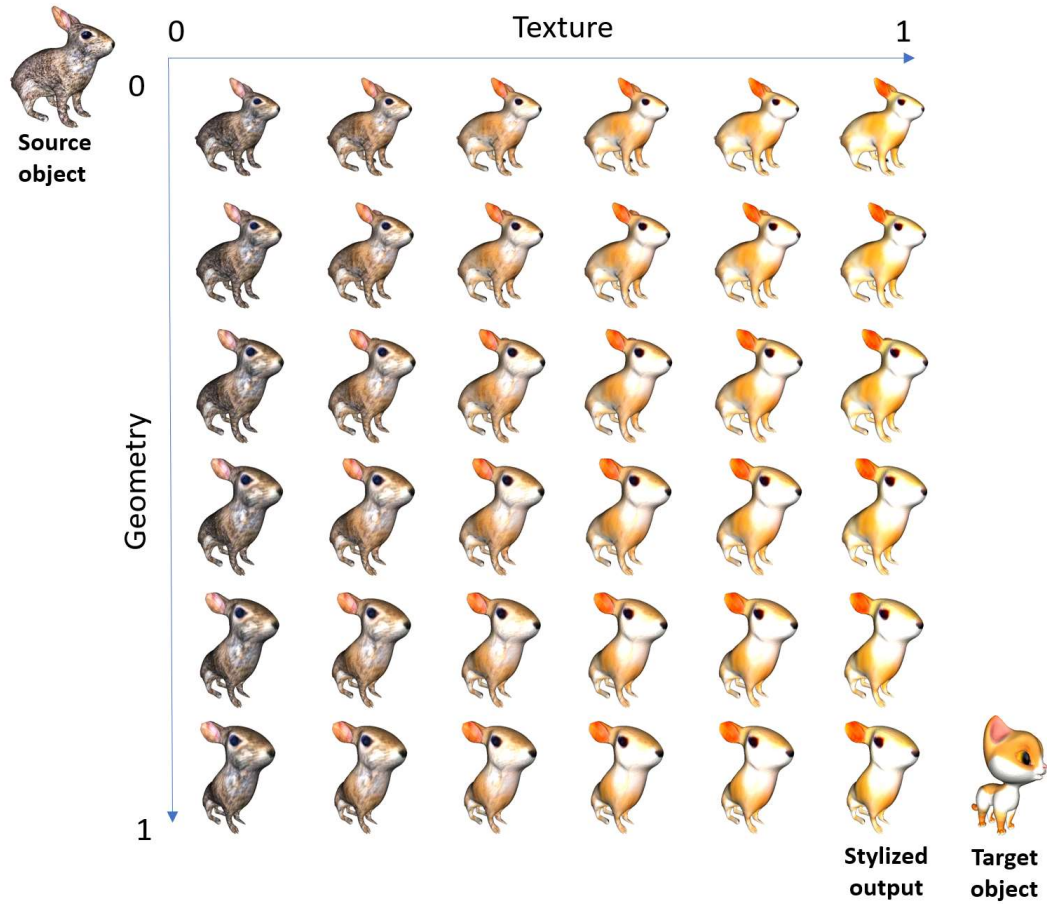 0
Texture
1
0
Source
object
Geometry
1
Stylized
output
Target
object